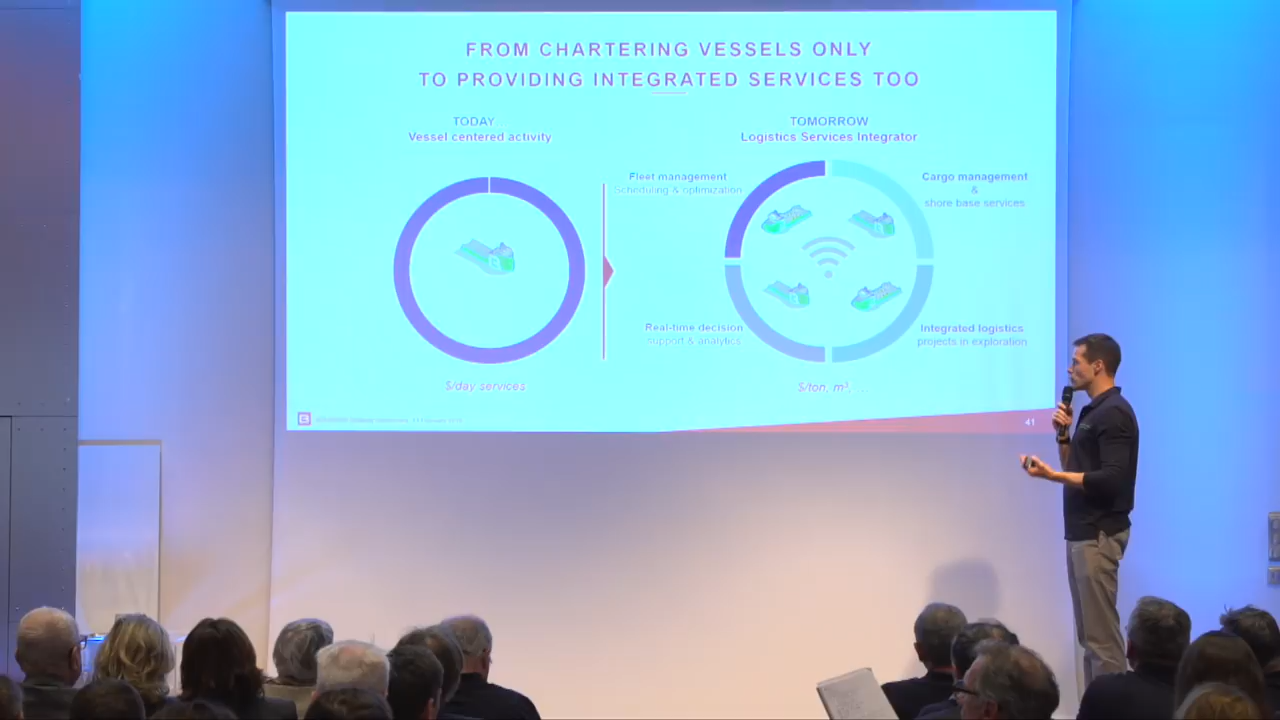 FROM CHARTERING VESSELS ONLY
TO PROVIDING INTEGRATED SERVICES TOO
TODAY
Vessel centered activity
$/day services
TOMORROW
Logistics Services Integrator
Fleet management
Scheduling & optimization
Cargo management
&
shore base services
Real-time decision
support & analytics
Integrated logistics
projects in exploration
$/ton, m³, ...
41